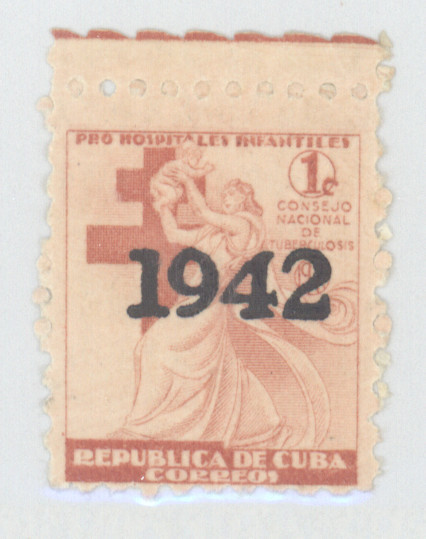 PRO HOSPITALES INFANTILES
1c
CONSEJO
NACIONAL
DE
TUBERCULOSIS
1942
REPUBLICA DE CUBA
CORREOS